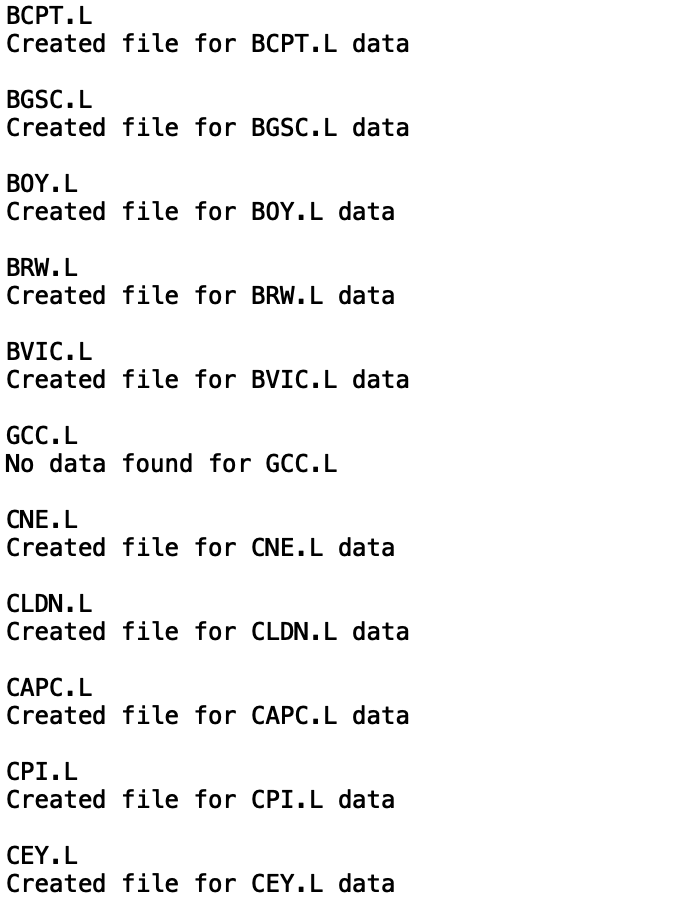 BCPT.L
Created file for BCPT.L data
BGSC.L
Created file for BGSC.L data
BOY.L
Created file for BOY.L data
BRW.L
Created file for BRW.L data
BVIC.L
Created file for BVIC.L data
GCC.L
No data found for GCC.L
CNE.L
Created file for CNE.L data
CLDN.L
Created file for CLDN.L data
CAPC.L
Created file for CAPC.L data
CPI.L
Created file for CPI.L data
CEY.L
Created file for CEY.L data